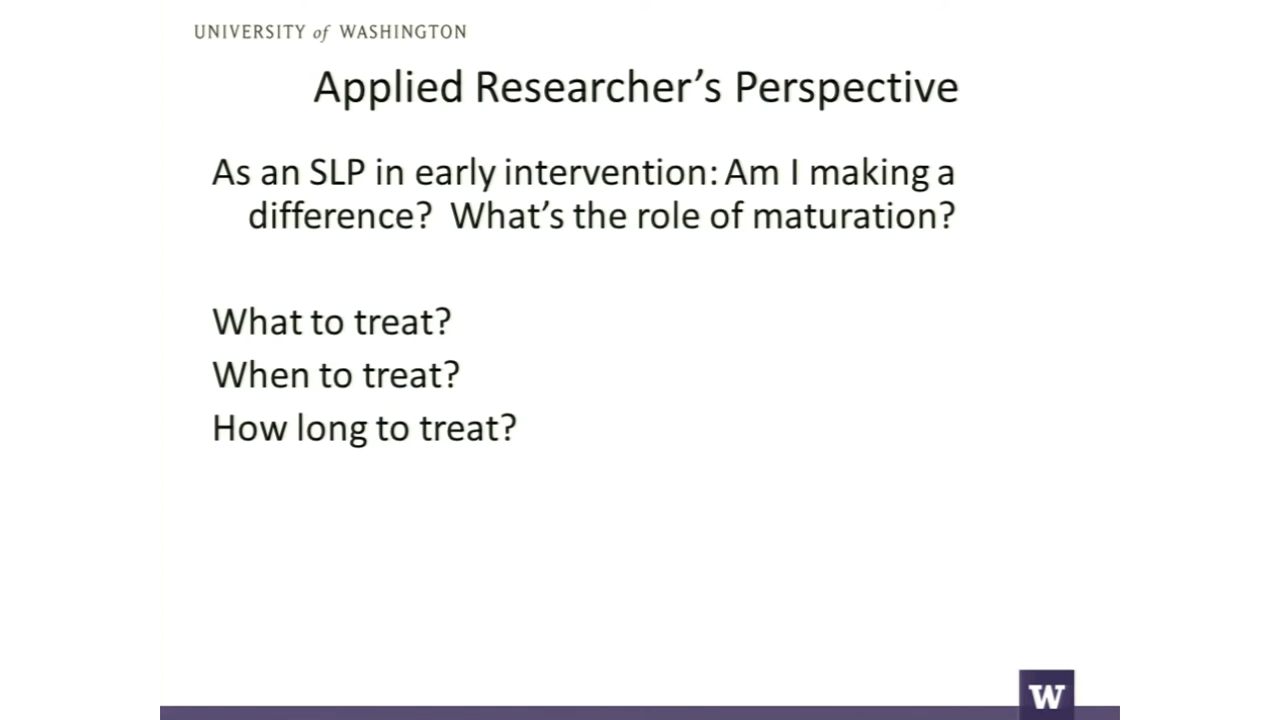 UNIVERSITY of WASHINGTON
Applied Researcher's Perspective
As an SLP in early intervention: Am I making a
difference?  What's the role of maturation?
What to treat?
When to treat?
How long to treat?
W